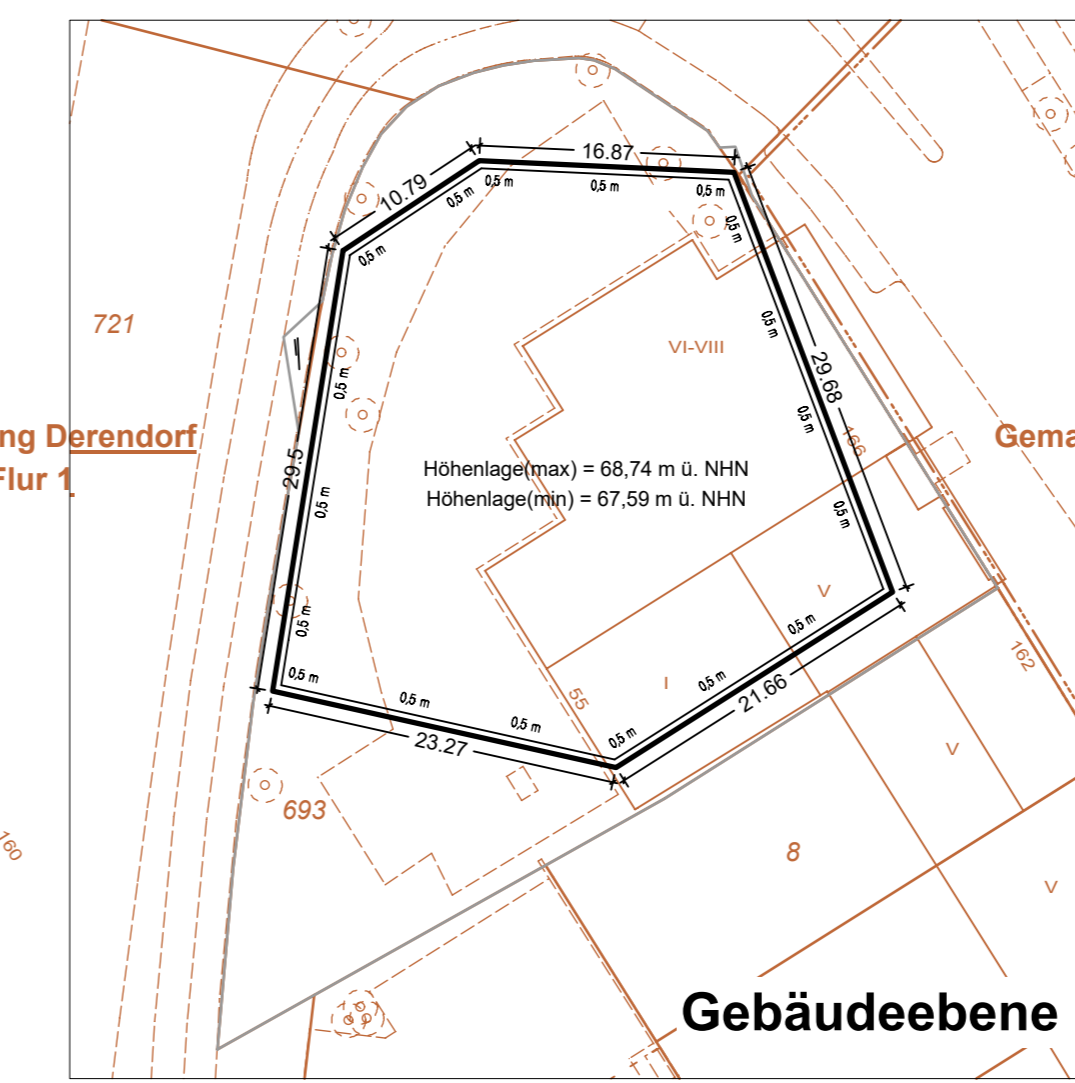 16.87
10.79
0,5 m
0,5 m
0,5 m
0,5 m
0,5 m
0,5 m
721
0,5 m
VI-VIII
29.68
0,5 m
ng Derendorf
Gema
Flur 1
29.5
0,5 m
166
Höhenlage(max) = 68,74 m ü. NHN
Höhenlage(min) = 67,59 m ü. NHN
0,5 m
0,5 m
V
0,5 m
0,5 m
162
0,5 m
0,5 m
I
55
0,5 m
0,5 m
21.66
0,5 m
23.27
V
693
160
8
V
Gebäudeebene